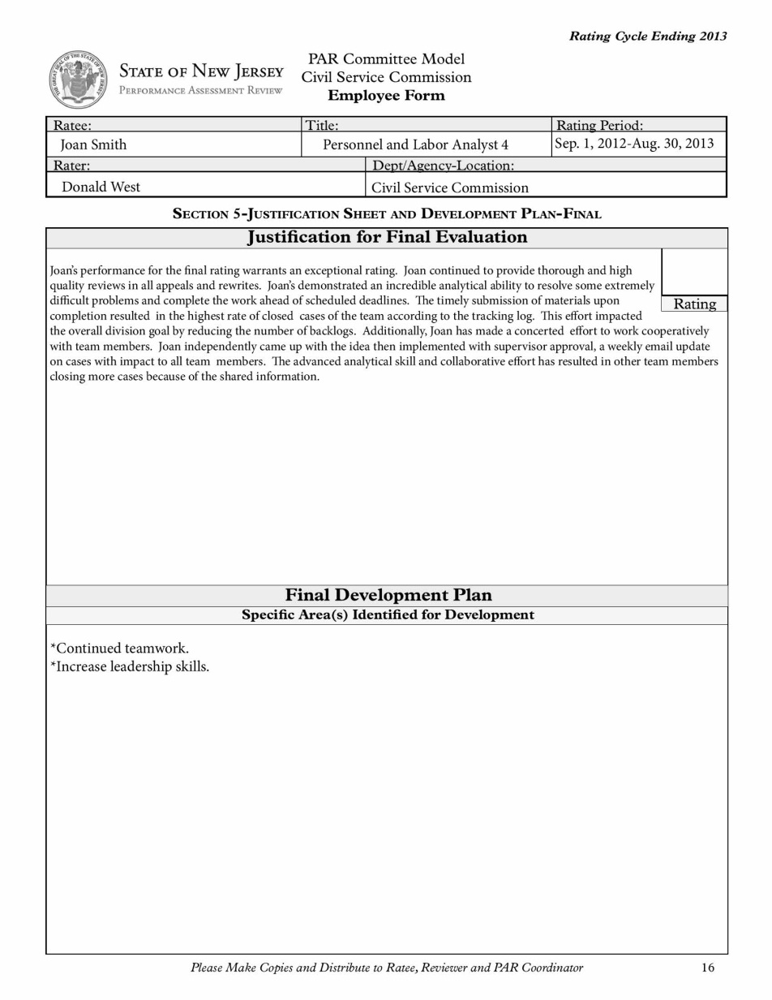 Rating Cycle Ending 2013
THE GREAT SEAL OF THE STATE OF NEW JERSEY
STATE OF NEW JERSEY
PERFORMANCE ASSESSMENT REVIEW
PAR Committee Model
Civil Service Commission
Employee Form
Ratee: Title: Rating Period:
Joan Smith Personnel and Labor Analyst 4 Sep. 1, 2012-Aug. 30, 2013
Rater: Dept/Agency-Location:
Donald West Civil Service Commission
SECTION 5-JUSTIFICATION SHEET AND DEVELOPMENT PLAN-FINAL
Justification for Final Evaluation
Joan's performance for the final rating warrants an exceptional rating. Joan continued to provide thorough and high
quality reviews in all appeals and rewrites. Joan's demonstrated an incredible analytical ability to resolve some extremely
difficult problems and complete the work ahead of scheduled deadlines. The timely submission of materials upon
Rating
completion resulted in the highest rate of closed cases of the team according to the tracking log. This effort impacted
the overall division goal by reducing the number of backlogs. Additionally, Joan has made a concerted effort to work cooperatively
with team members. Joan independently came up with the idea then implemented with supervisor approval, a weekly email update
on cases with impact to all team members. The advanced analytical skill and collaborative effort has resulted in other team members
closing more cases because of the shared information.
Final Development Plan
Specific Area(s) Identified for Development
*Continued teamwork.
*Increase leadership skills.
Please Make Copies and Distribute to Ratee, Reviewer and PAR Coordinator
16